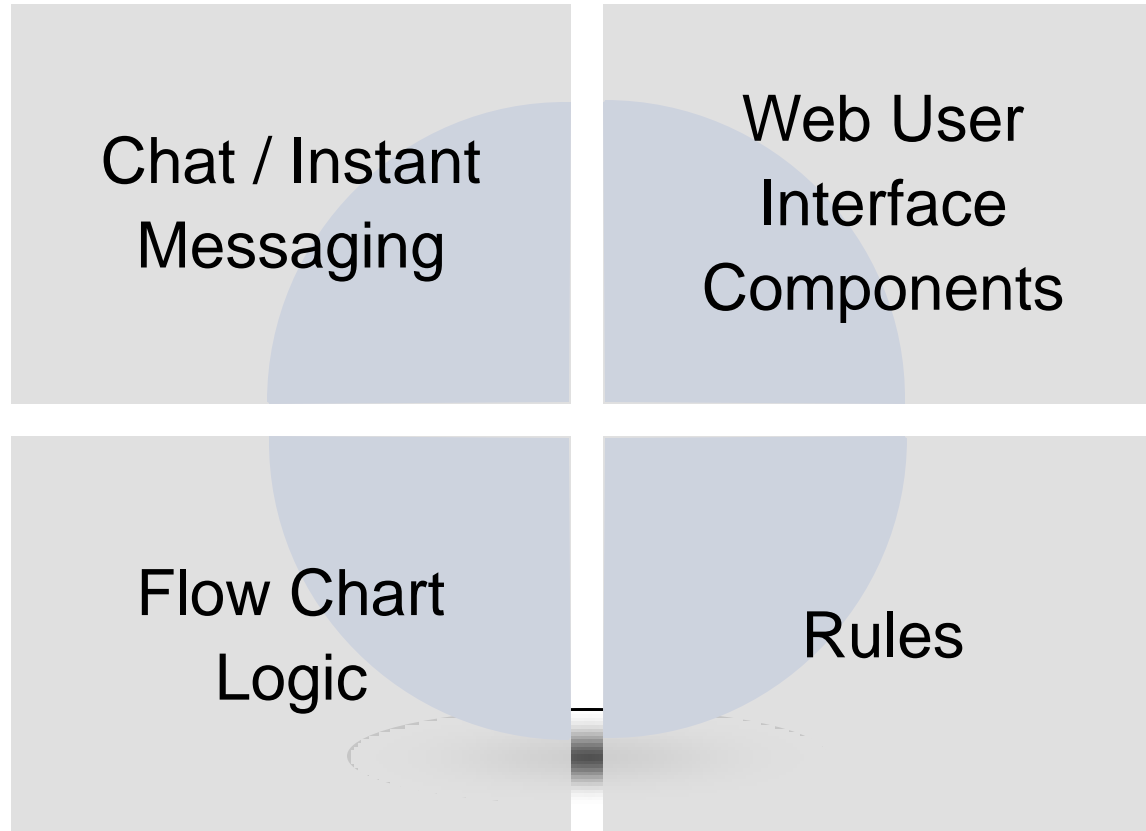 Chat / Instant
Messaging
Web User
Interface
Components
Flow Chart
Logic
Rules